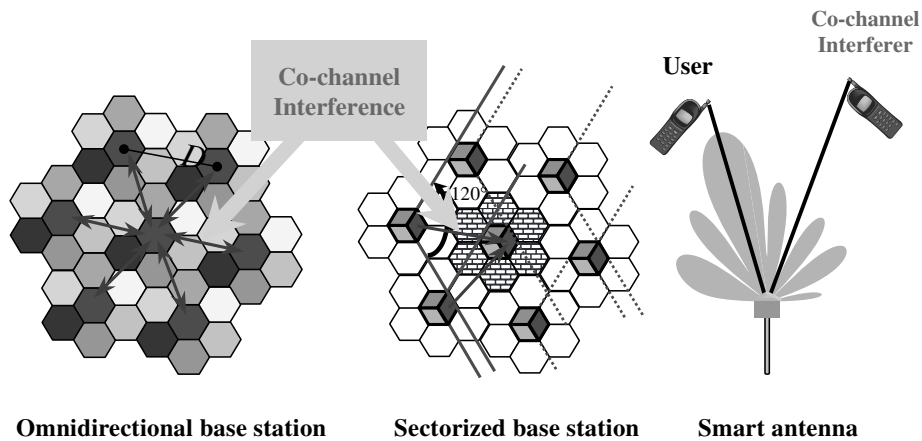 Co-channel
Interferer
User
Co-channel
Interference
D
120°
Omnidirectional base station
Sectorized base station
Smart antenna